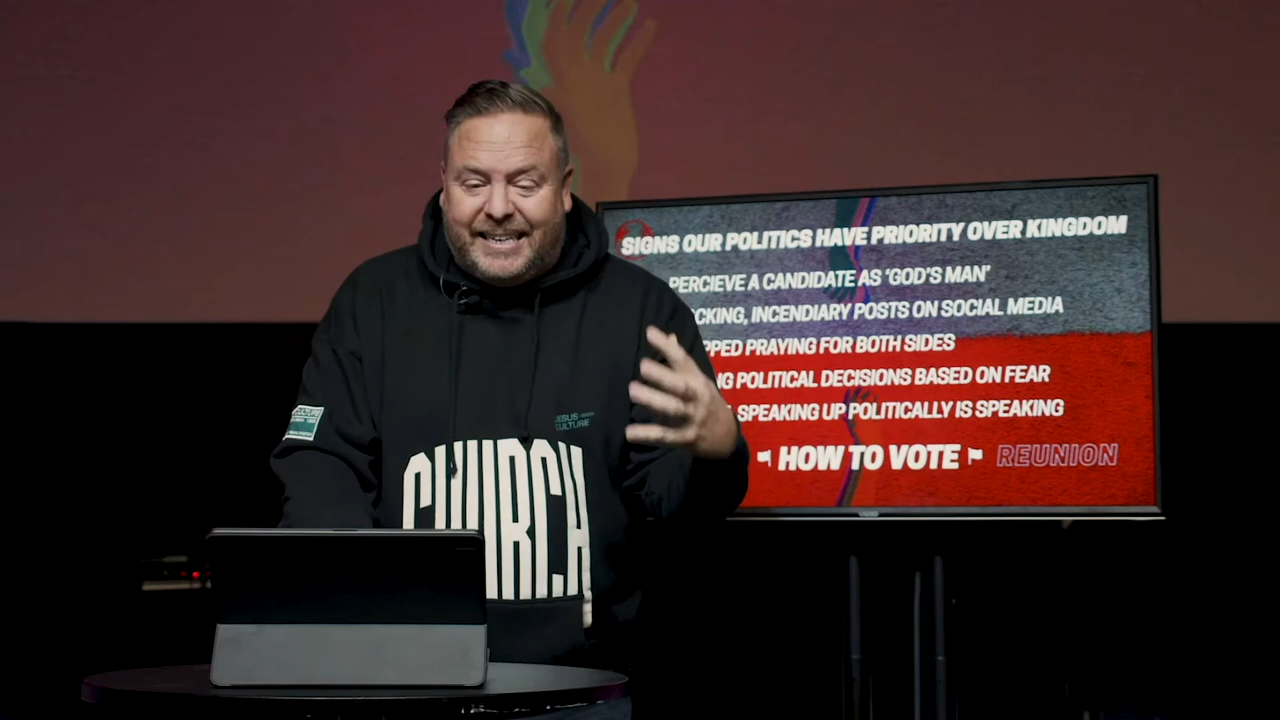 SIGNS OUR POLITICS HAVE PRIORITY OVER KINGDOM
PERCIEVE A CANDIDATE AS ‘GOD’S MAN’
INCENDIARY POSTS ON SOCIAL MEDIA
PRAYING FOR BOTH SIDES
POLITICAL DECISIONS BASED ON FEAR
SPEAKING UP POLITICALLY IS SPEAKING
HOW TO VOTE REUNION
CULTURE
JESUS
CULTURE
CHURCH